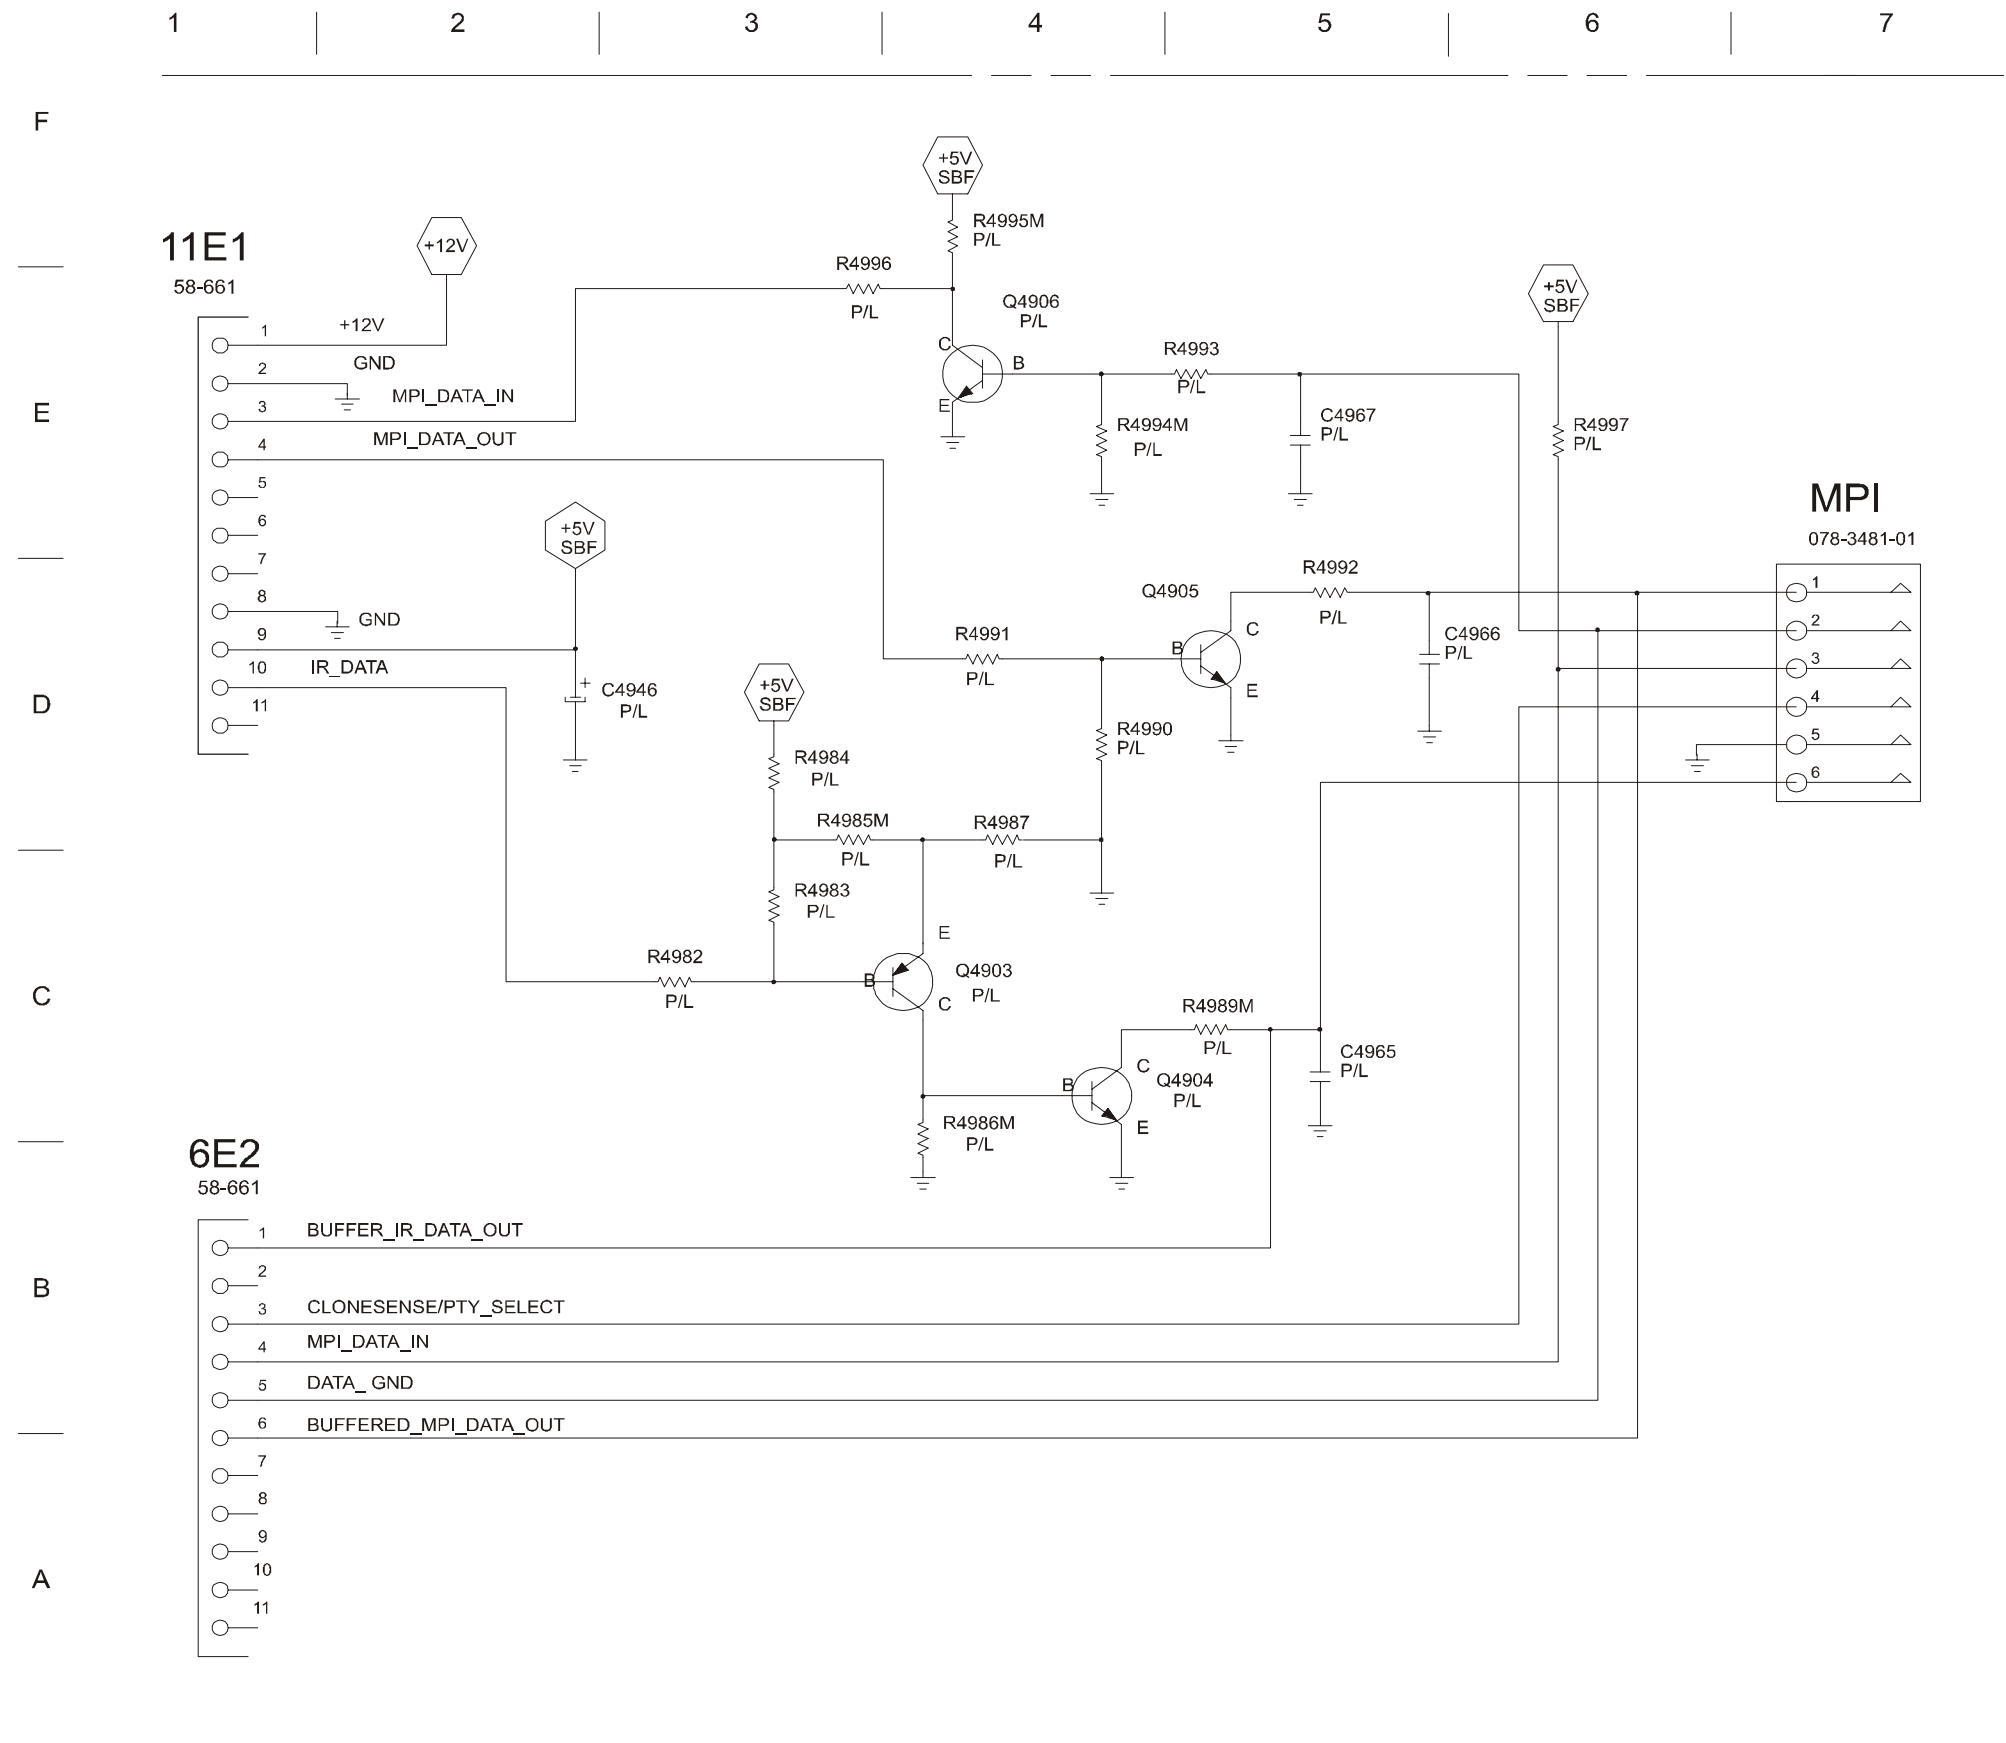 1 2 3 4 5 6 7
F
+5V
SBF
R4995M
P/L
11E1
58-661
+12V
R4996
P/L
Q4906
P/L
+5V
SBF
1 +12V
2 GND
3 MPI_DATA_IN
4 MPI_DATA_OUT
5
6
7
8 GND
9
10 IR_DATA
11
C
B
E
R4993
P/L
E
R4994M
P/L
C4967
P/L
R4997
P/L
MPI
078-3481-01
1
2
3
4
5
6
+5V
SBF
+
C4946
P/L
D
Q4905
R4992
P/L
C
B
E
C4966
P/L
R4991
P/L
R4990
P/L
+5V
SBF
R4984
P/L
R4985M
P/L
R4987
P/L
R4983
P/L
C
R4982
P/L
E
B
C
Q4903
P/L
R4989M
P/L
C4965
P/L
C
B
E
Q4904
P/L
R4986M
P/L
6E2
58-661
B
1 BUFFER_IR_DATA_OUT
2
3 CLONESENSE/PTY_SELECT
4 MPI_DATA_IN
5 DATA_ GND
6 BUFFERED_MPI_DATA_OUT
7
8
9
10
11
A